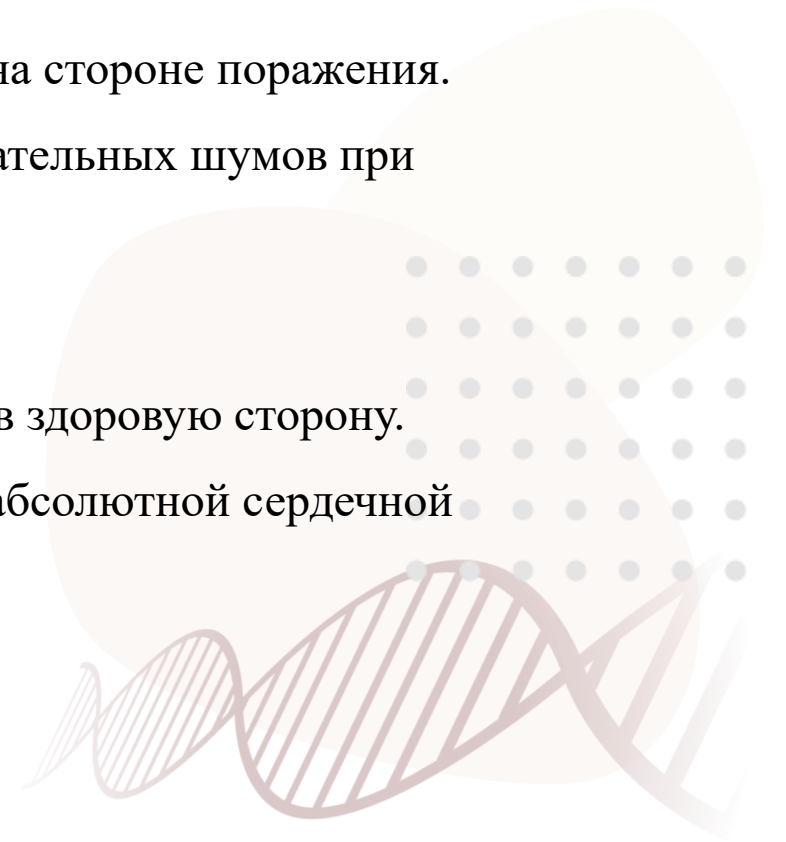 на стороне поражения.
ательных шумов при
в здоровую сторону.
абсолютной сердечной